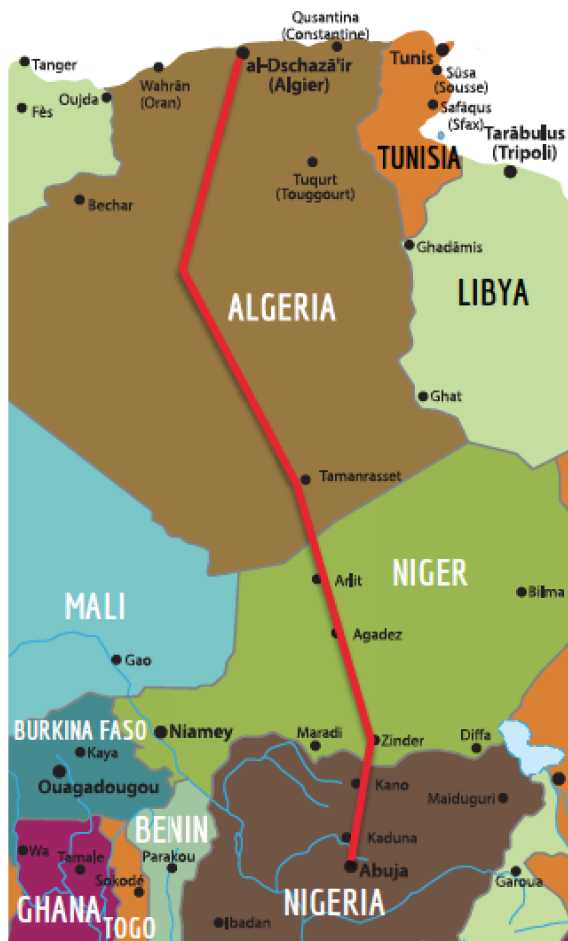 Qusantina
(Constantine)
Tanger
Wahrān
(Oran)
al-Dschazā'ir
(Algier)
Tunis
Sūsa
(Sousse)
Oujda
Fès
Safāqus
(Sfax)
Tarābulus
(Tripoli)
TUNISIA
Tuqurt
(Touggourt)
Bechar
Ghadāmis
ALGERIA
LIBYA
Ghat
Tamanrasset
Arlit
NIGER
Bilma
MALI
Agadez
Gao
BURKINA FASO
Niamey
Maradi
Zinder
Diffa
Kaya
Ouagadougou
Kano
Maiduguri
BENIN
Kaduna
Wa
Tamale
Parakou
Abuja
Sokodé
Garoua
GHANA
TOGO
Ibadan
NIGERIA